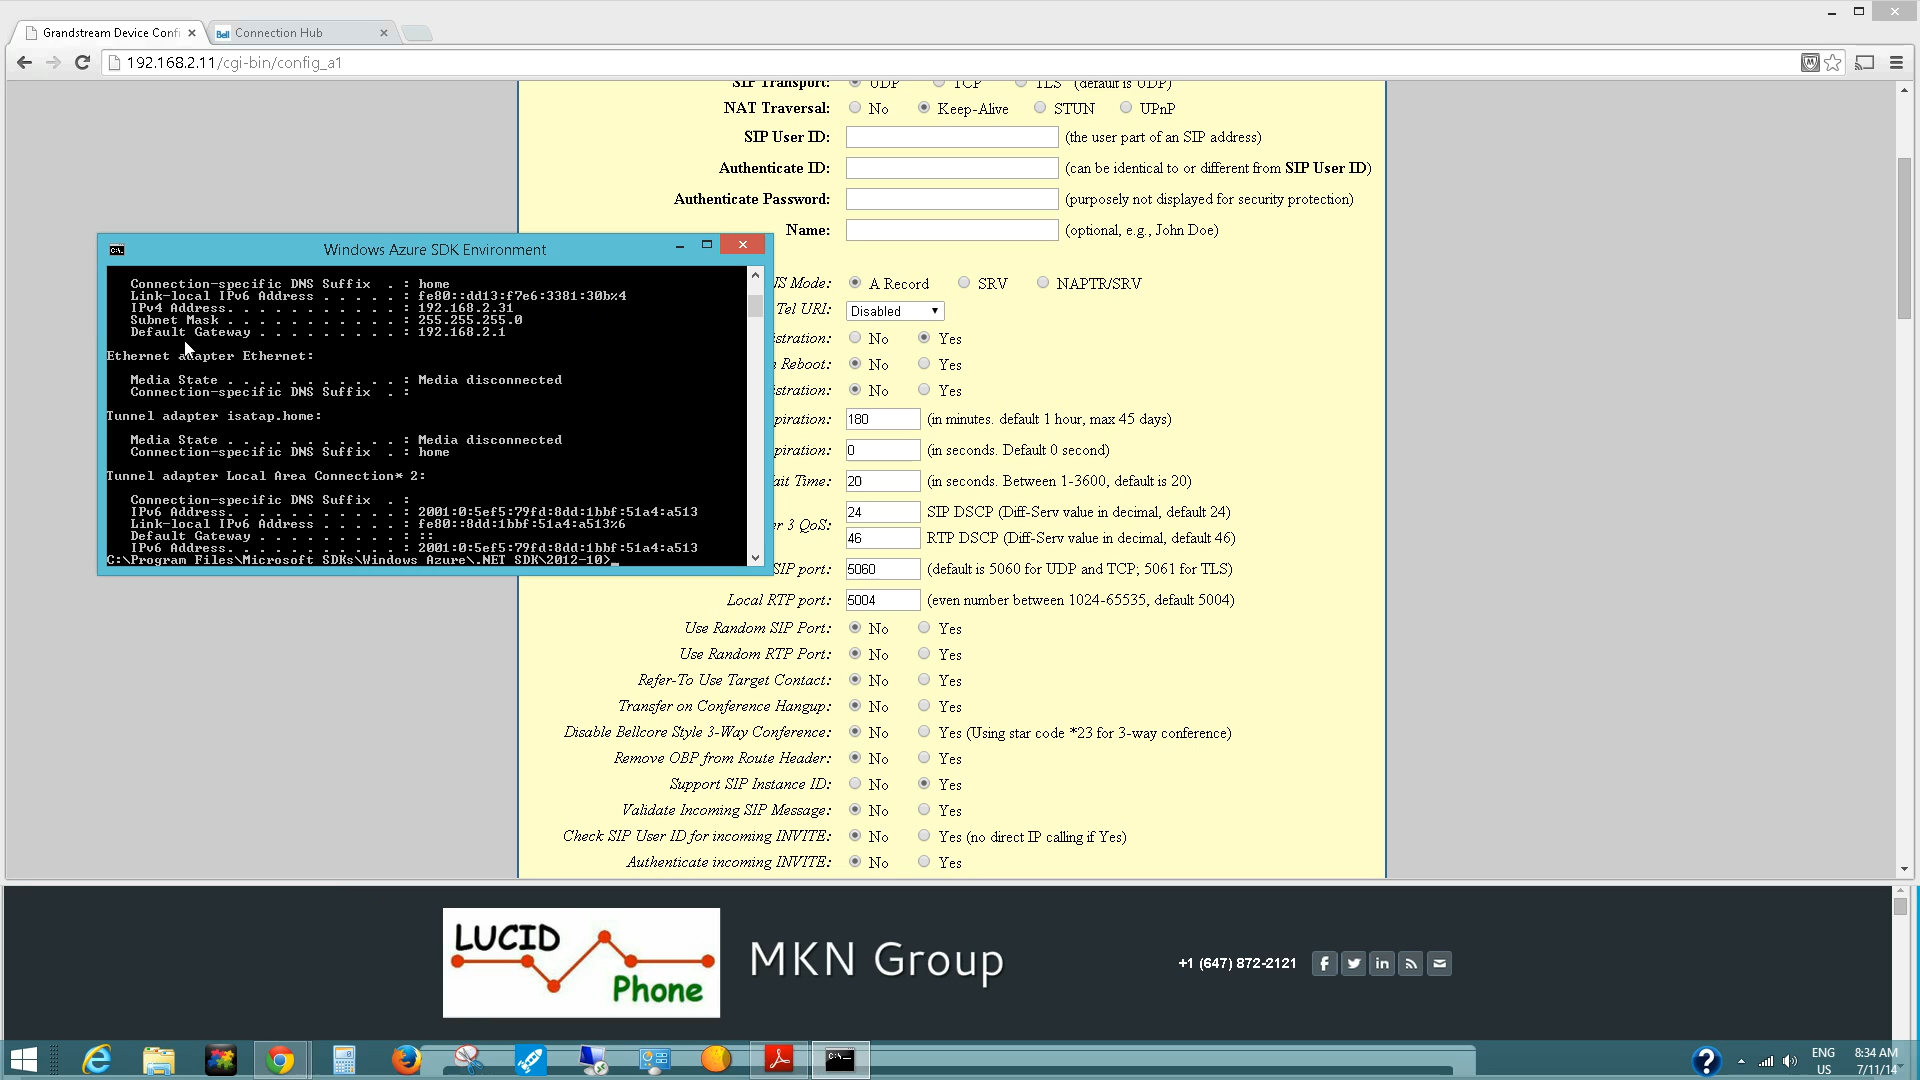 Grandstream Device Confi
Connection Hub
192.168.2.11/cgi-bin/config_a1
SIP Transport: UDP TCP TLS (default is UDP)
NAT Traversal: No Keep-Alive STUN UPnP
SIP User ID: (the user part of an SIP address)
Authenticate ID: (can be identical to or different from SIP User ID)
Authenticate Password: (purposely not displayed for security protection)
Name: (optional, e.g., John Doe)
Windows Azure SDK Environment
Connection-specific DNS Suffix . : home
Link-local IPv6 Address . . . . . : fe80::dd13:f7e6:3381:30b%4
IPv4 Address. . . . . . . . . . . : 192.168.2.31
Subnet Mask . . . . . . . . . . . : 255.255.255.0
Default Gateway . . . . . . . . . : 192.168.2.1
Ethernet adapter Ethernet:
Media State . . . . . . . . . . . : Media disconnected
Connection-specific DNS Suffix . :
Tunnel adapter isatap.home:
Media State . . . . . . . . . . . : Media disconnected
Connection-specific DNS Suffix . : home
Tunnel adapter Local Area Connection* 2:
Connection-specific DNS Suffix . :
IPv6 Address. . . . . . . . . . . : 2001:0:5ef5:79fd:8dd:1bbf:51a4:a513
Link-local IPv6 Address . . . . . : fe80::8dd:1bbf:51a4:a513%6
Default Gateway . . . . . . . . . : ::
IPv6 Address. . . . . . . . . . . : 2001:0:5ef5:79fd:8dd:1bbf:51a4:a513
C:\Program Files\Microsoft SDKs\Windows Azure\.NET SDK\2012-10>_
NS Mode: A Record SRV NAPTR/SRV
Tel URI: Disabled
istration: No Yes
n Reboot: No Yes
istration: No Yes
piration: 180 (in minutes. default 1 hour, max 45 days)
piration: 0 (in seconds. Default 0 second)
ait Time: 20 (in seconds. Between 1-3600, default is 20)
er 3 QoS: 24 SIP DSCP (Diff-Serv value in decimal, default 24)
46 RTP DSCP (Diff-Serv value in decimal, default 46)
SIP port: 5060 (default is 5060 for UDP and TCP; 5061 for TLS)
Local RTP port: 5004 (even number between 1024-65535, default 5004)
Use Random SIP Port: No Yes
Use Random RTP Port: No Yes
Refer-To Use Target Contact: No Yes
Transfer on Conference Hangup: No Yes
Disable Bellcore Style 3-Way Conference: No Yes (Using star code *23 for 3-way conference)
Remove OBP from Route Header: No Yes
Support SIP Instance ID: No Yes
Validate Incoming SIP Message: No Yes
Check SIP User ID for incoming INVITE: No Yes (no direct IP calling if Yes)
Authenticate incoming INVITE: No Yes
LUCID
Phone
MKN Group
+1 (647) 872-2121
ENG
US
8:34 AM
7/11/14